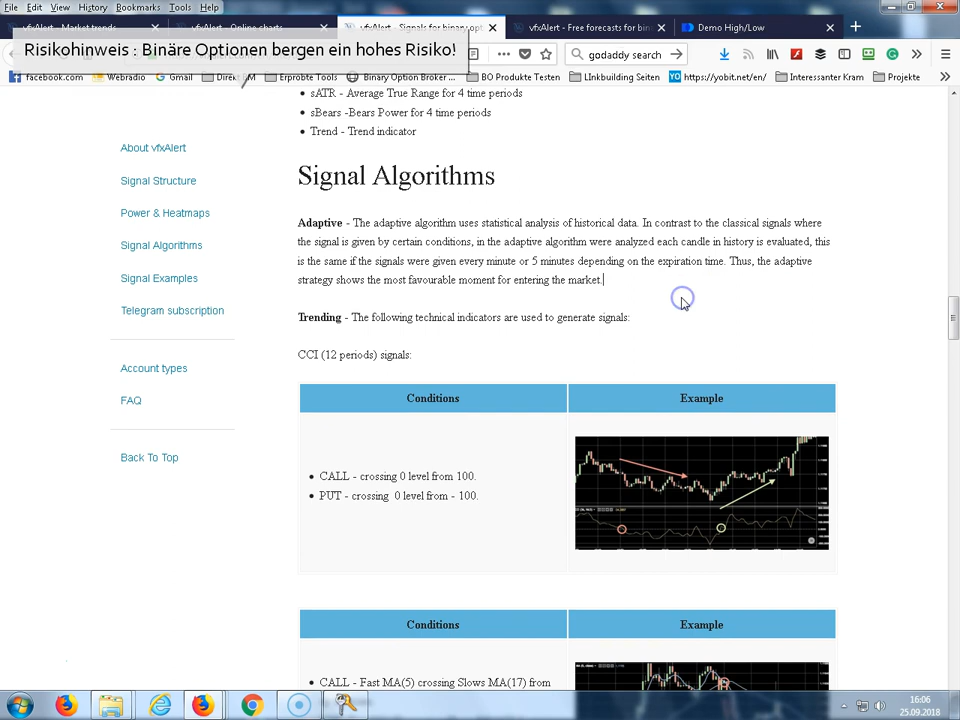 File Edit View History Bookmarks Tools Help
vfxAlert - Market trends
vfxAlert - Online charts
vfxAlert - Signals for binary opt
vfxAlert - Free forecasts for bin
Demo High/Low
Risikohinweis : Binäre Optionen bergen ein hohes Risiko!
godaddy search
facebook.com Webradio Gmail Direkt Erprobte Tools Binary Option Broker ... BO Produkte Testen LInkbuilding Seiten https://yobit.net/en/ Interessanter Kram Projekte
sATR - Average True Range for 4 time periods
sBears -Bears Power for 4 time periods
Trend - Trend indicator
About vfxAlert
Signal Structure
Power & Heatmaps
Signal Algorithms
Signal Examples
Telegram subscription
Account types
FAQ
Back To Top
Signal Algorithms
Adaptive - The adaptive algorithm uses statistical analysis of historical data. In contrast to the classical signals where
the signal is given by certain conditions, in the adaptive algorithm were analyzed each candle in history is evaluated, this
is the same if the signals were given every minute or 5 minutes depending on the expiration time. Thus, the adaptive
strategy shows the most favourable moment for entering the market.
Trending - The following technical indicators are used to generate signals:
CCI (12 periods) signals:
Conditions Example
CALL - crossing 0 level from 100.
PUT - crossing 0 level from - 100.
Conditions Example
CALL - Fast MA(5) crossing Slows MA(17) from
16:06
25.09.2018